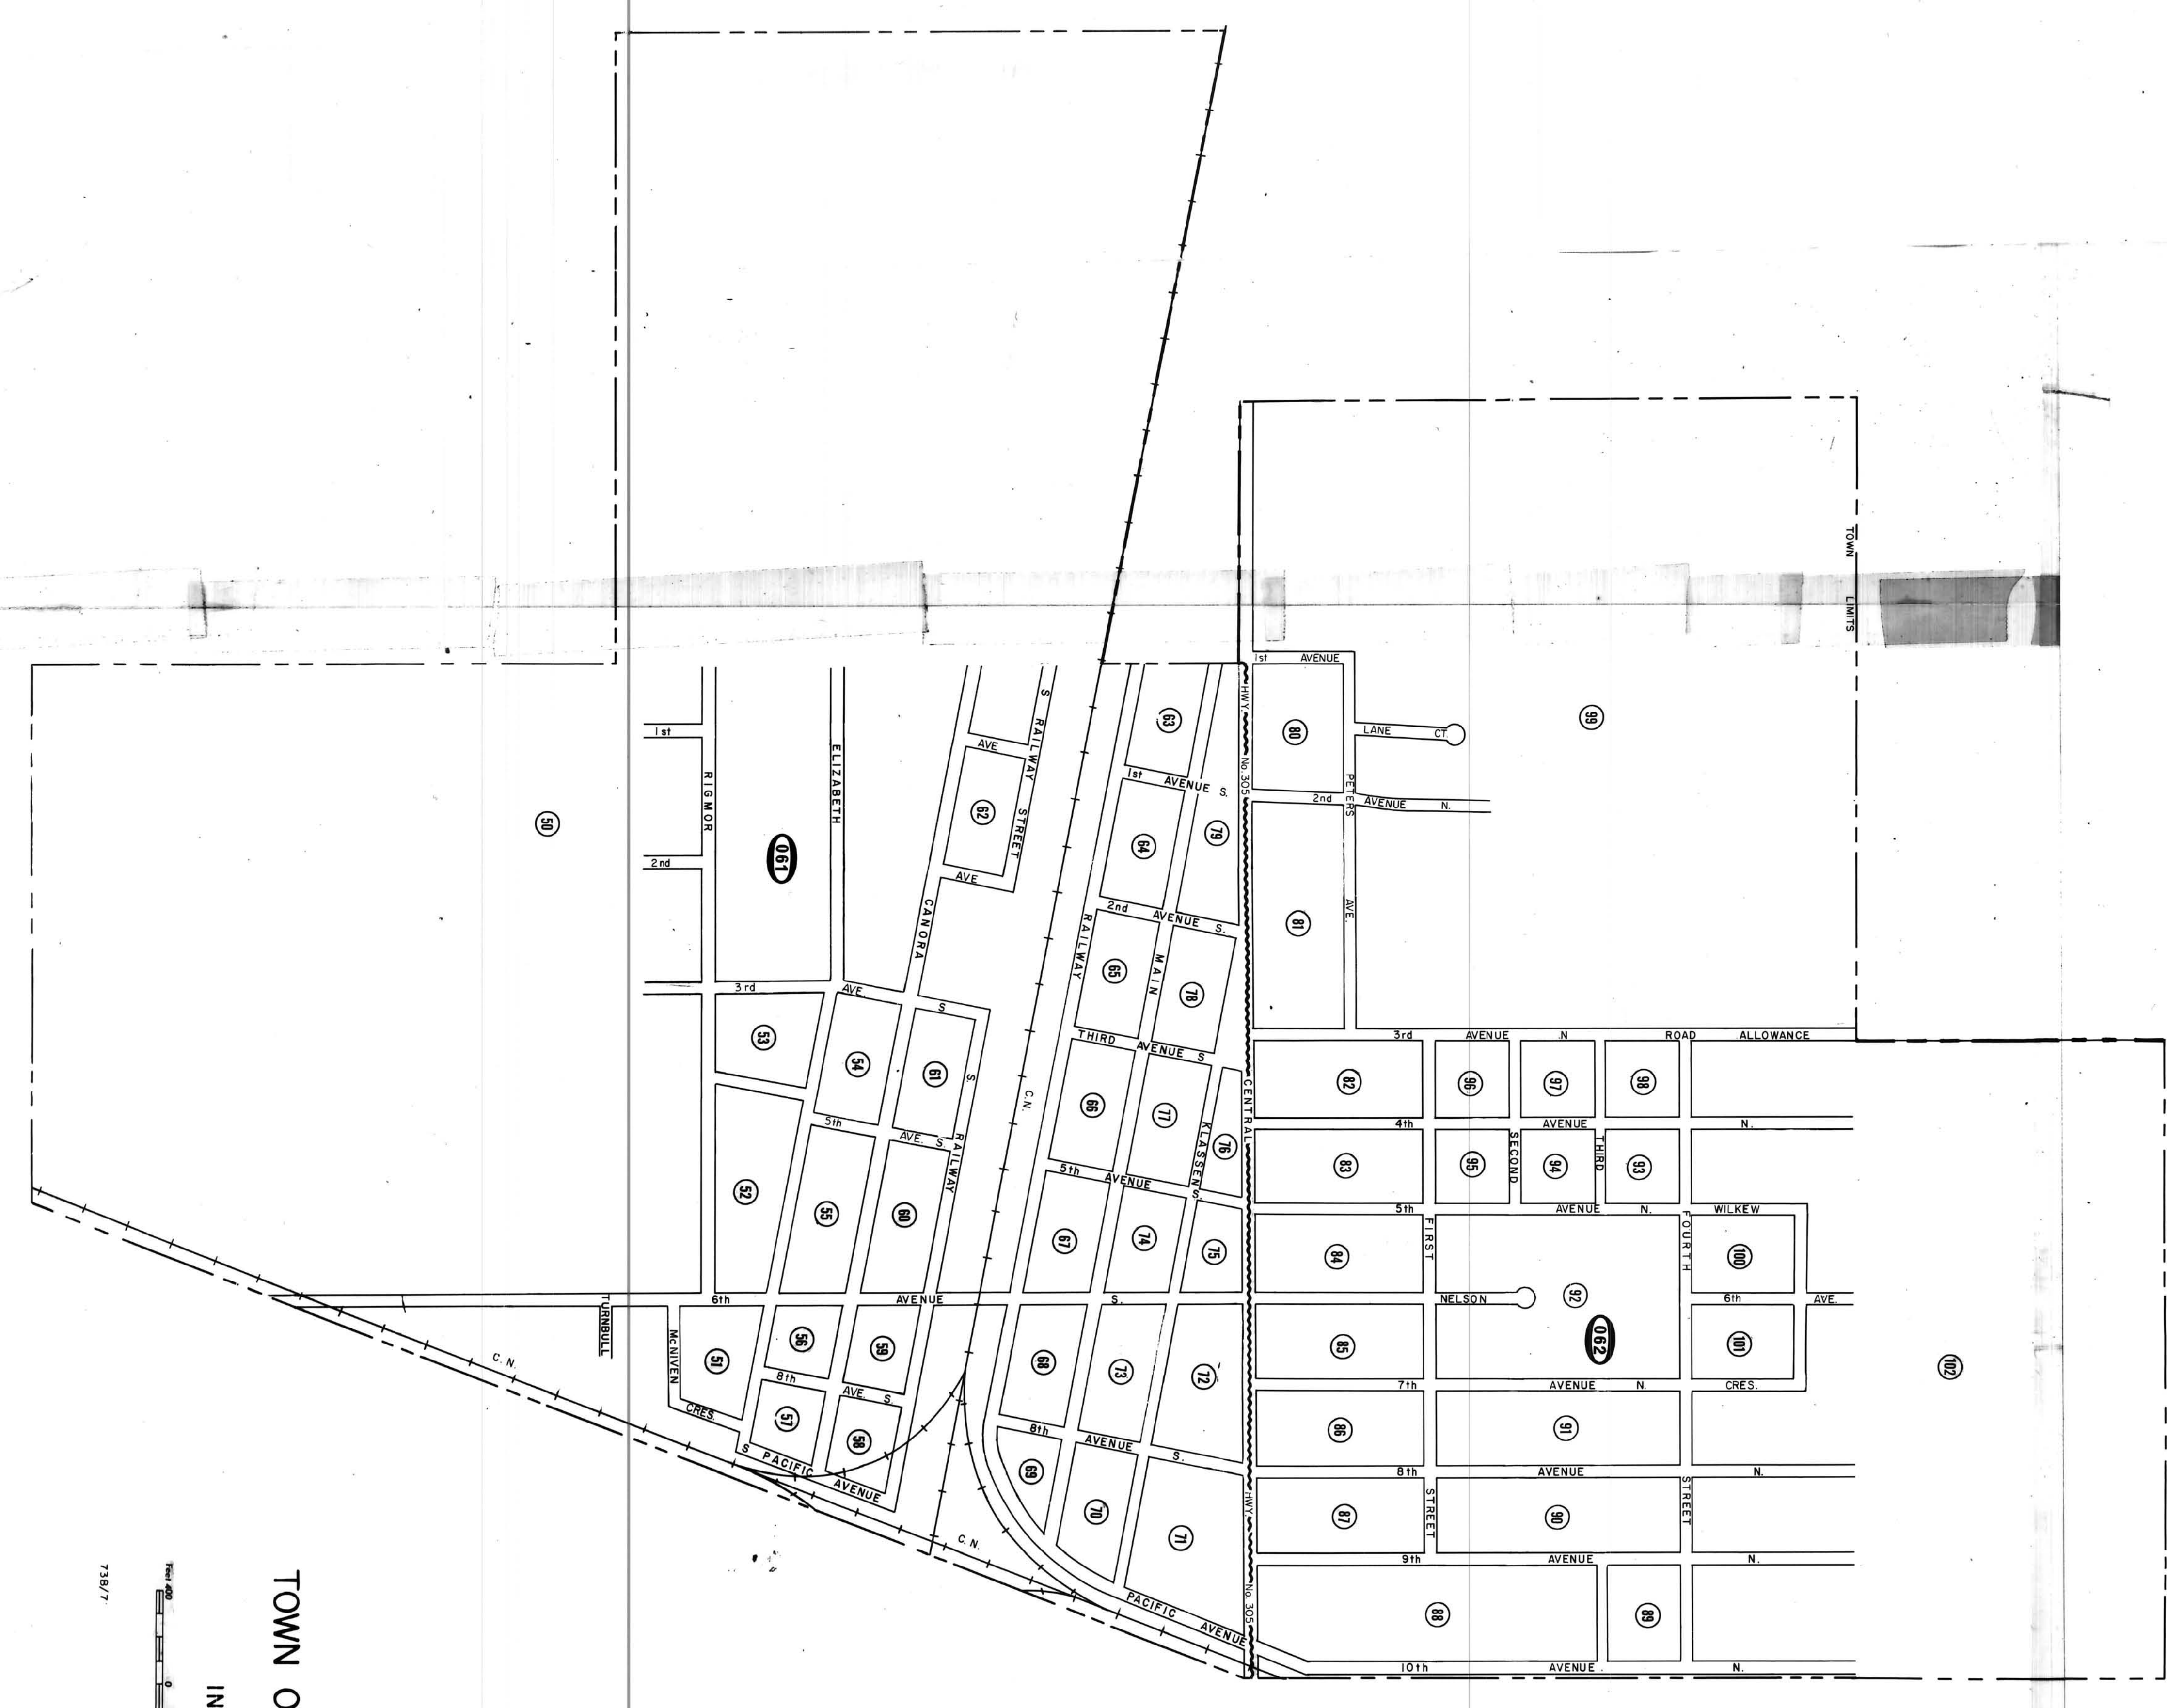 TOWN LIMITS
1st AVENUE
HWY. No. 305
63
80
LANE CT.
99
S RAILWAY STREET
1st
AVE
1st AVENUE S.
PETERS AVE.
2nd AVENUE N.
RIGMOR
ELIZABETH
62
50
061
64
79
2nd
AVE
CANORA
2nd AVENUE S.
81
RAILWAY
MAIN
65
78
3rd AVE. S
53
54
61
S. RAILWAY
C.N.
THIRD AVENUE S
3rd AVENUE N ROAD ALLOWANCE
CENTRAL
82
96
97
98
66
77
KLASSEN
76
5th AVE. S.
4th AVENUE N.
83
95
SECOND
94
THIRD
93
52
55
60
5th AVENUE S.
5th AVENUE N. WILKEW
FIRST
FOURTH
67
74
75
84
92
100
TURNBULL
6th AVENUE S.
NELSON
6th AVE.
062
McNIVEN
51
56
59
68
73
72
85
101
102
C. N.
8th AVE. S
7th AVENUE N. CRES.
CRES.
57
58
8th AVENUE S.
86
91
S PACIFIC AVENUE
69
8th AVENUE N.
HWY.
STREET
STREET
70
71
87
90
C. N.
9th AVENUE N.
PACIFIC AVENUE
No. 305
88
89
10th AVENUE N.
TOWN O
IN
Feet 400 0
73B/7